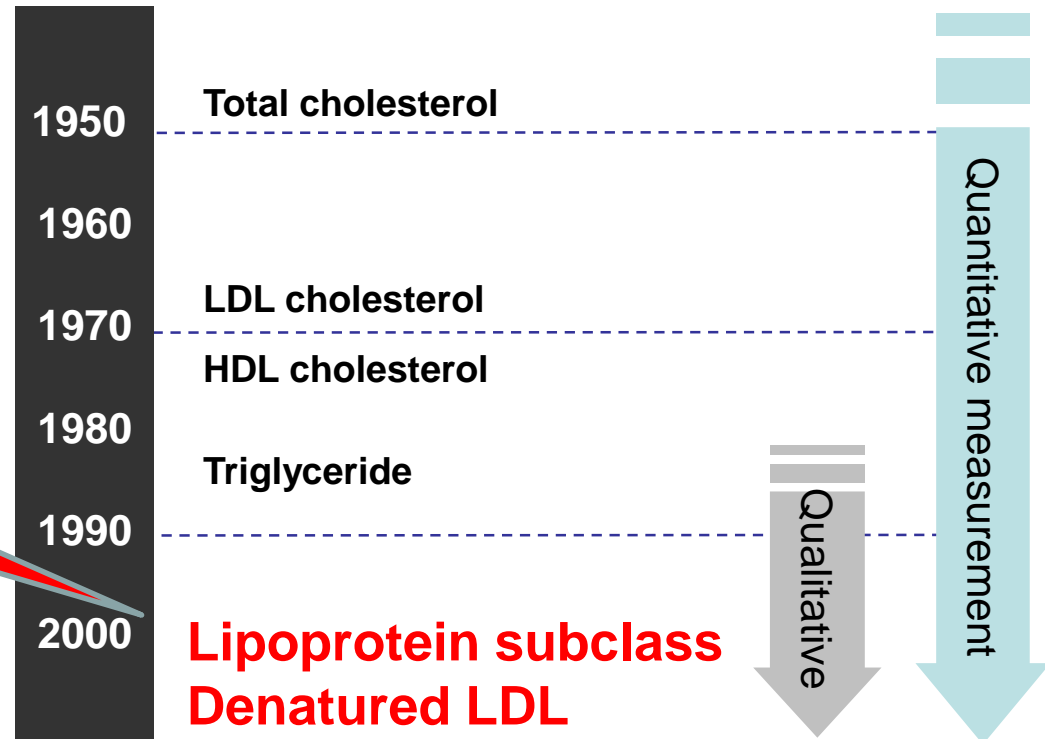 1950
Total cholesterol
1960
LDL cholesterol
1970
HDL cholesterol
1980
Triglyceride
1990
2000
Lipoprotein subclass
Denatured LDL
Qualitative
Quantitative measurement